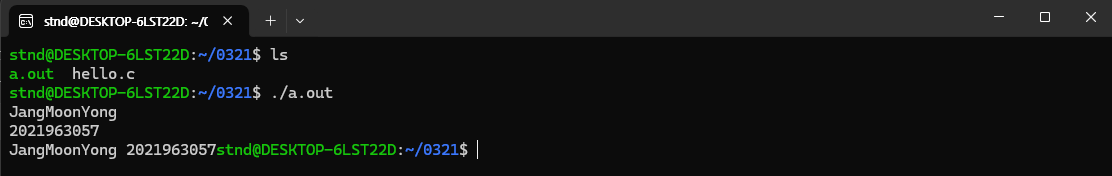 stnd@DESKTOP-6LST22D: ~/0
stnd@DESKTOP-6LST22D:~/0321$ ls
a.out  hello.c
stnd@DESKTOP-6LST22D:~/0321$ ./a.out
JangMoonYong
2021963057
JangMoonYong 2021963057stnd@DESKTOP-6LST22D:~/0321$